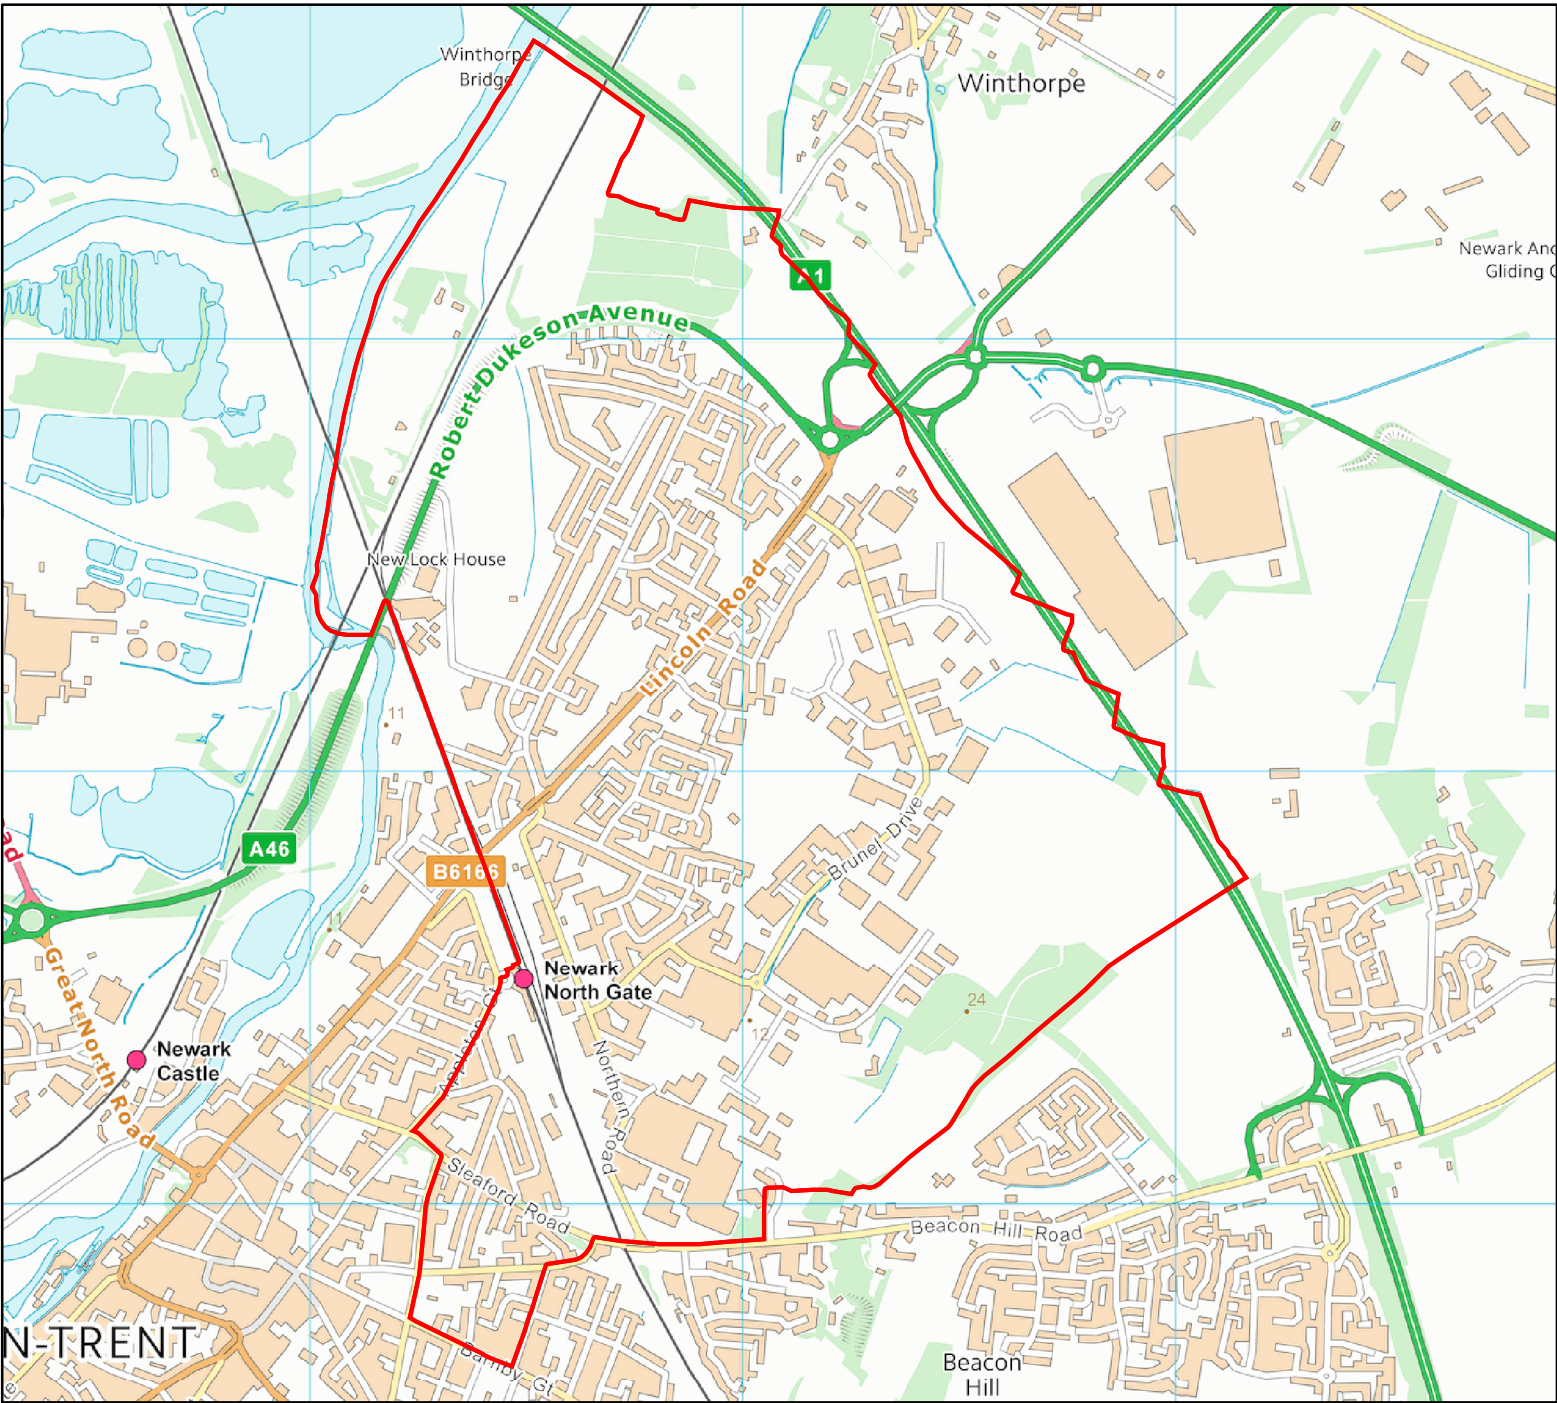 Winthorpe
Bridge
Winthorpe
A1
Newark And
Gliding C
Robert Dukeson Avenue
New Lock House
Lincoln Road
11
ad
A46
B6166
Brunel Drive
11
Great North Road
Newark
North Gate
24
12
Newark
Castle
Appleton G
Northern Road
Sleaford Road
Beacon Hill Road
N-TRENT
Barnby Gt
Beacon
Hill